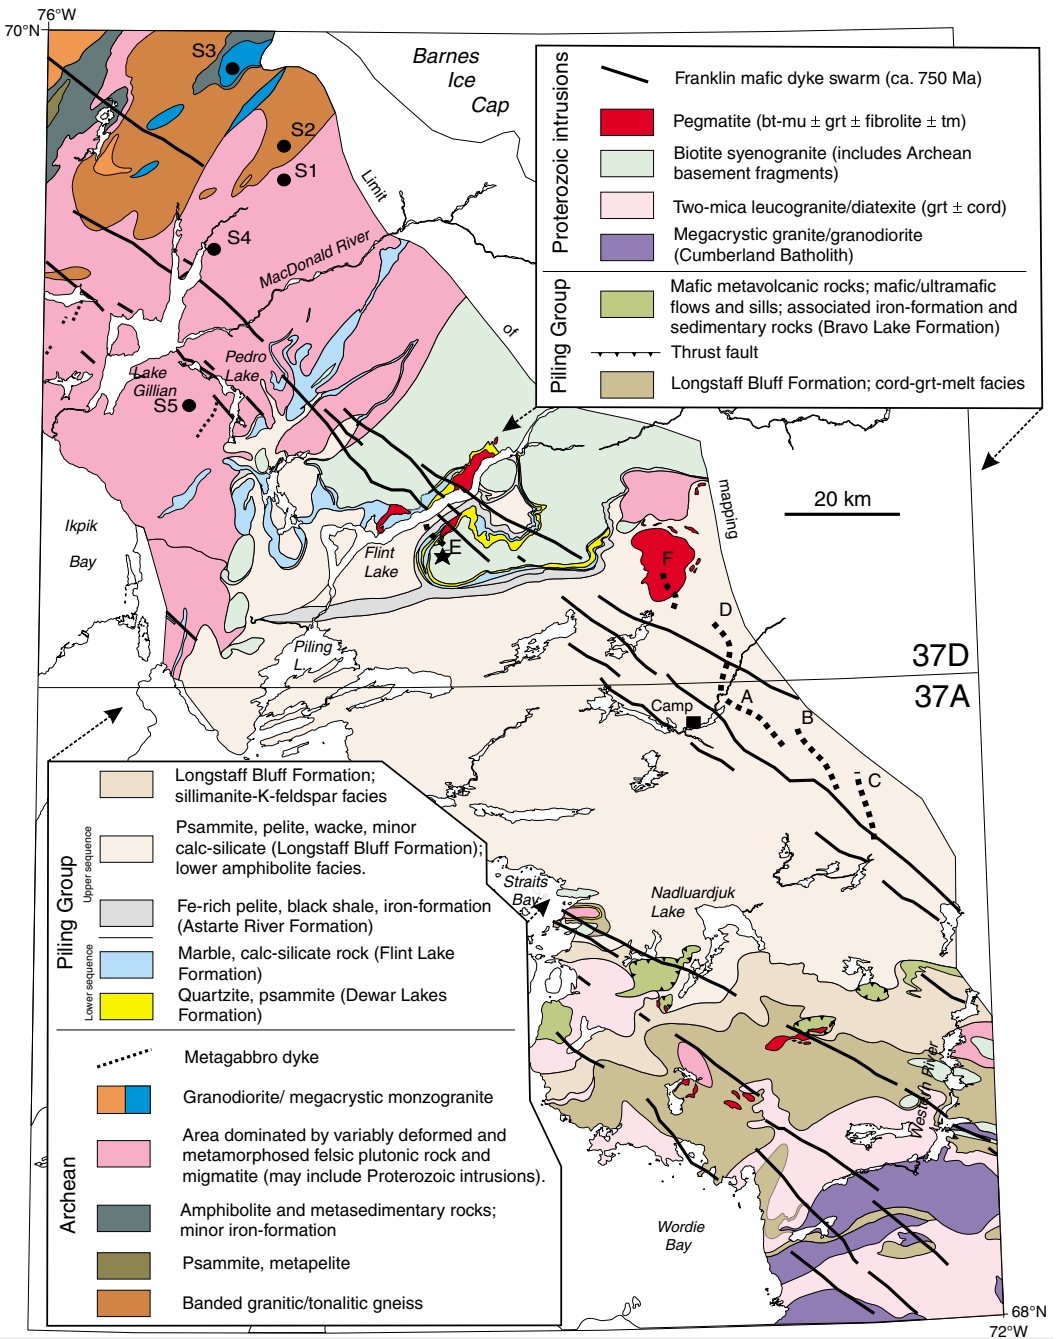 76°W
70°N
S3
Barnes
Ice
Cap
S2
S1
Limit
S4
MacDonald River
of
Pedro
Lake
Lake
Gillian
S5
Proterozoic intrusions
Franklin mafic dyke swarm (ca. 750 Ma)
Pegmatite (bt-mu ± grt ± fibrolite ± tm)
Biotite syenogranite (includes Archean
basement fragments)
Two-mica leucogranite/diatexite (grt ± cord)
Megacrystic granite/granodiorite
(Cumberland Batholith)
Piling Group
Mafic metavolcanic rocks; mafic/ultramafic
flows and sills; associated iron-formation and
sedimentary rocks (Bravo Lake Formation)
Thrust fault
Longstaff Bluff Formation; cord-grt-melt facies
mapping
20 km
Ikpik
Bay
Flint
Lake
E
F
D
Piling
L.
37D
37A
Camp
A
B
C
Straits
Bay
Nadluardjuk
Lake
Piling Group
Upper sequence
Lower sequence
Longstaff Bluff Formation;
sillimanite-K-feldspar facies
Psammite, pelite, wacke, minor
calc-silicate (Longstaff Bluff Formation);
lower amphibolite facies.
Fe-rich pelite, black shale, iron-formation
(Astarte River Formation)
Marble, calc-silicate rock (Flint Lake
Formation)
Quartzite, psammite (Dewar Lakes
Formation)
Archean
Metagabbro dyke
Granodiorite/ megacrystic monzogranite
Area dominated by variably deformed and
metamorphosed felsic plutonic rock and
migmatite (may include Proterozoic intrusions).
Amphibolite and metasedimentary rocks;
minor iron-formation
Psammite, metapelite
Banded granitic/tonalitic gneiss
Weston River
Wordie
Bay
68°N
72°W